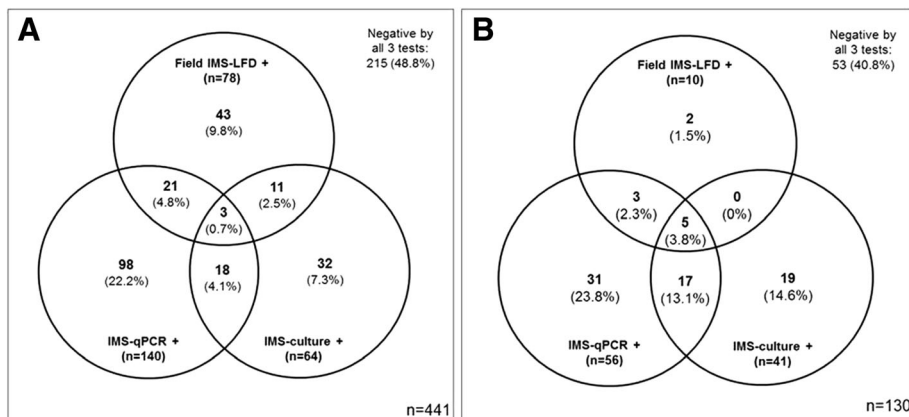 A
Negative by
all 3 tests:
215 (48.8%)
Field IMS-LFD +
(n=78)
43
(9.8%)
21
(4.8%)
11
(2.5%)
3
(0.7%)
98
(22.2%)
18
(4.1%)
32
(7.3%)
IMS-qPCR +
(n=140)
IMS-culture +
(n=64)
n=441
B
Negative by
all 3 tests:
53 (40.8%)
Field IMS-LFD +
(n=10)
2
(1.5%)
3
(2.3%)
0
(0%)
5
(3.8%)
31
(23.8%)
17
(13.1%)
19
(14.6%)
IMS-qPCR +
(n=56)
IMS-culture +
(n=41)
n=130